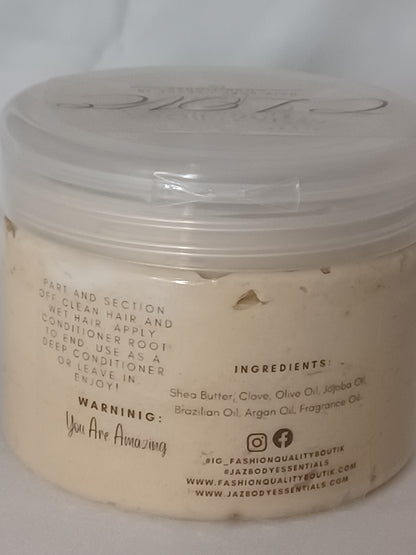 PART AND SECTION
OFF CLEAN HAIR AND
WET HAIR. APPLY
CONDITIONER ROOT
TO END. USE AS A
DEEP CONDITIONER
OR LEAVE IN.
ENJOY!
WARNINIG:
You Are Amazing
INGREDIENTS:
Shea Butter, Clove, Olive Oil, Jojoba Oil,
Brazilian Oil, Argan Oil, Fragrance Oil.
@IG_FASHIONQUALITYBOUTIK
#JAZBODYESSENTIALS
WWW.FASHIONQUALITYBOUTIK.COM
WWW.JAZBODYESSENTIALS.COM